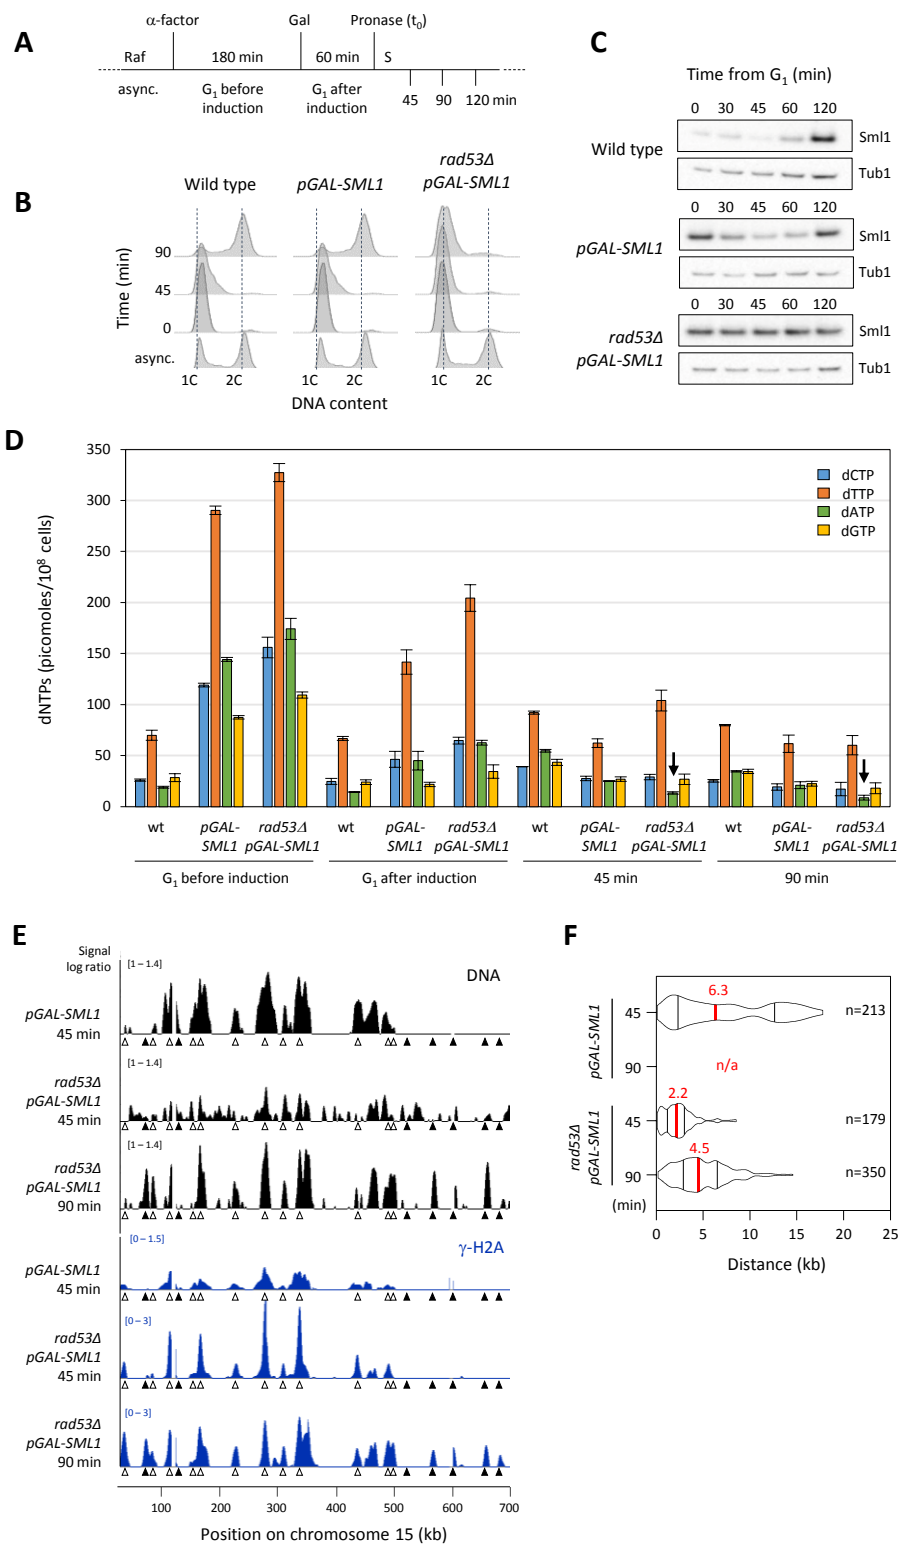 A
α-factor Gal Pronase (t0)
Raf 180 min 60 min S
async. G1 before induction G1 after induction 45 90 120 min
B
Wild type pGAL-SML1 rad53Δ pGAL-SML1
Time (min)
90
45
0
async.
1C 2C 1C 2C 1C 2C
DNA content
C
Time from G1 (min)
0 30 45 60 120
Wild type
Sml1
Tub1
0 30 45 60 120
pGAL-SML1
Sml1
Tub1
0 30 45 60 120
rad53Δ
pGAL-SML1
Sml1
Tub1
D
dNTPs (picomoles/10⁸ cells)
350
300
250
200
150
100
50
0
dCTP
dTTP
dATP
dGTP
wt pGAL-SML1 rad53Δ pGAL-SML1 wt pGAL-SML1 rad53Δ pGAL-SML1 wt pGAL-SML1 rad53Δ pGAL-SML1 wt pGAL-SML1 rad53Δ pGAL-SML1
G1 before induction G1 after induction 45 min 90 min
E
Signal
log ratio
[1 – 1.4]
DNA
pGAL-SML1
45 min
[1 – 1.4]
rad53Δ
pGAL-SML1
45 min
[1 – 1.4]
rad53Δ
pGAL-SML1
90 min
[0 – 1.5]
γ-H2A
pGAL-SML1
45 min
[0 – 3]
rad53Δ
pGAL-SML1
45 min
[0 – 3]
rad53Δ
pGAL-SML1
90 min
100 200 300 400 500 600 700
Position on chromosome 15 (kb)
F
pGAL-SML1
45
6.3
n=213
90
n/a
rad53Δ
pGAL-SML1
45
2.2
n=179
90
4.5
n=350
(min)
0 5 10 15 20 25
Distance (kb)